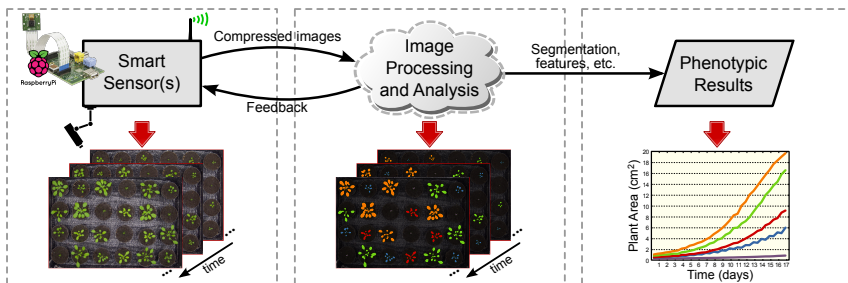 RaspberryPi
Smart
Sensor(s)
Compressed images
Feedback
Image
Processing
and Analysis
Segmentation,
features, etc.
Phenotypic
Results
...
time
...
...
time
...
Plant Area (cm2)
20
18
16
14
12
10
8
6
4
2
0
1 2 3 4 5 6 7 8 9 10 11 12 13 14 15 16 17
Time (days)